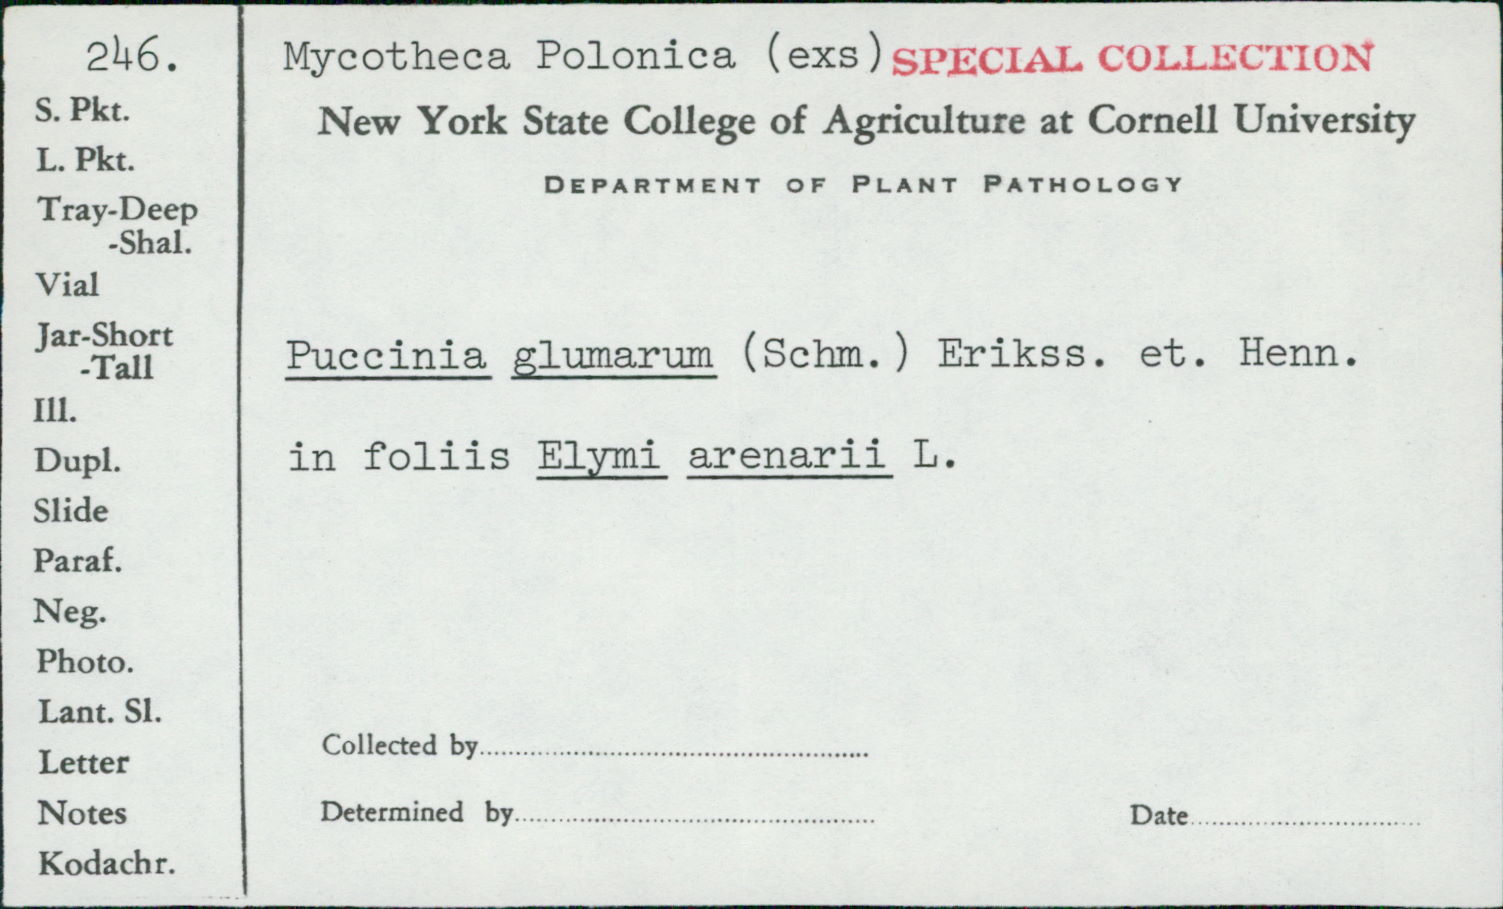 246.
Mycotheca Polonica (exs) SPECIAL COLLECTION
New York State College of Agriculture at Cornell University
DEPARTMENT OF PLANT PATHOLOGY
S. Pkt.
L. Pkt.
Tray-Deep
-Shal.
Vial
Jar-Short
-Tall
Ill.
Dupl.
Slide
Paraf.
Neg.
Photo.
Lant. Sl.
Letter
Notes
Kodachr.
Puccinia glumarum (Schm.) Erikss. et. Henn.
in foliis Elymi arenarii L.
Collected by
Determined by
Date